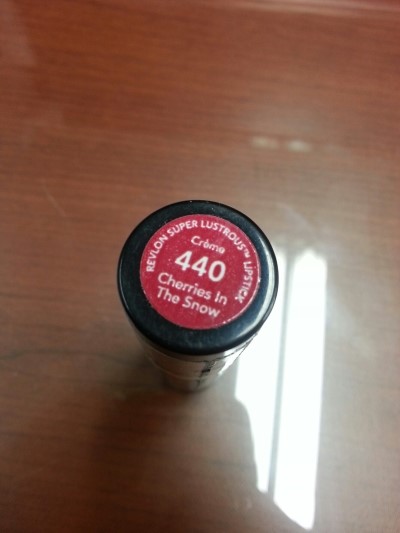 REVLON SUPER LUSTROUS™ LIPSTICK
Crème
440
Cherries In
The Snow